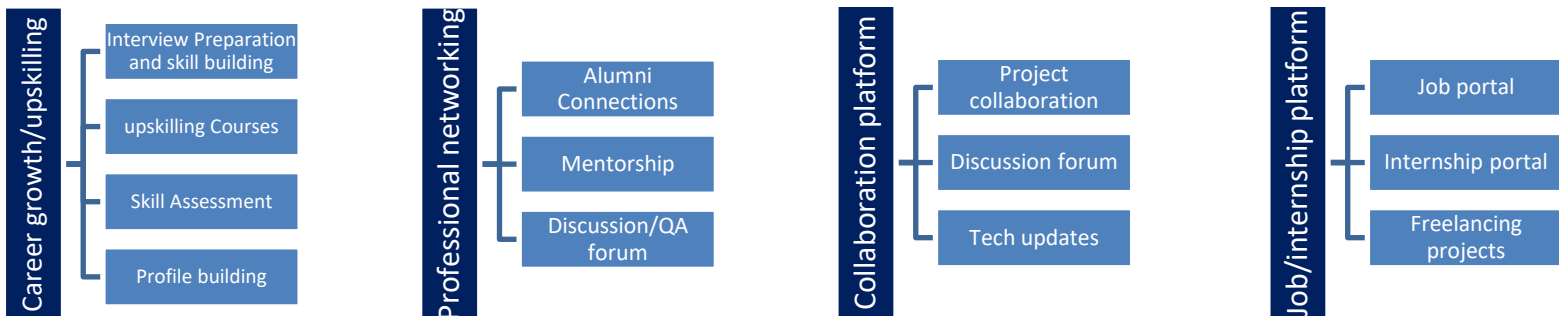 Career growth/upskilling
Interview Preparation
and skill building
upskilling Courses
Skill Assessment
Profile building
Professional networking
Alumni
Connections
Mentorship
Discussion/QA
forum
Collaboration platform
Project
collaboration
Discussion forum
Tech updates
Job/internship platform
Job portal
Internship portal
Freelancing
projects